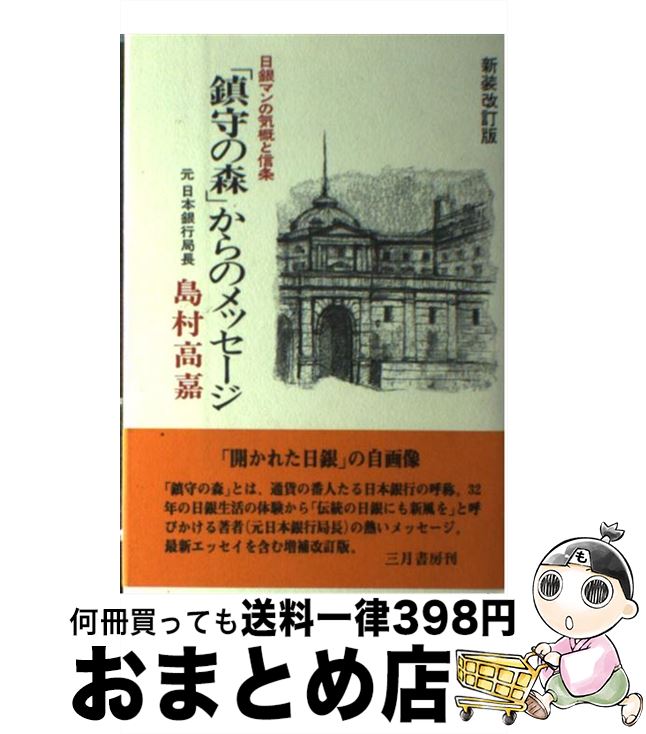 新装改訂版
日銀マンの気概と信条
「鎮守の森」からのメッセージ
元 日本銀行局長
島村高嘉
「開かれた日銀」の自画像
「鎮守の森」とは、通貨の番人たる日本銀行の呼称。32
年の日銀生活の体験から「伝統の日銀にも新風を」と呼
びかける著者(元日本銀行局長)の熱いメッセージ。
最新エッセイを含む増補改訂版。
三月書房刊
何冊買っても送料一律398円
おまとめ店
も